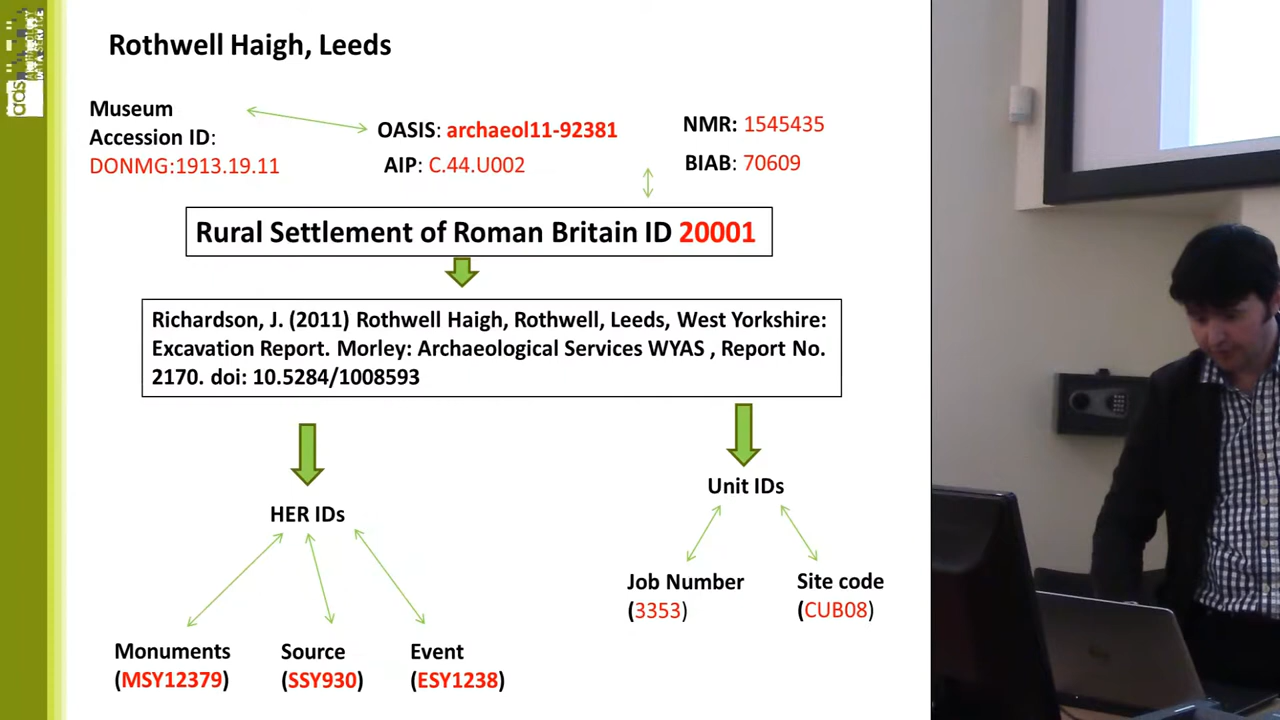 Rothwell Haigh, Leeds
Museum
Accession ID:
DONMG:1913.19.11
OASIS: archaeol11-92381
AIP: C.44.U002
NMR: 1545435
BIAB: 70609
Rural Settlement of Roman Britain ID 20001
Richardson, J. (2011) Rothwell Haigh, Rothwell, Leeds, West Yorkshire:
Excavation Report. Morley: Archaeological Services WYAS , Report No.
2170. doi: 10.5284/1008593
HER IDs
Unit IDs
Job Number
(3353)
Site code
(CUB08)
Monuments
(MSY12379)
Source
(SSY930)
Event
(ESY1238)
ads